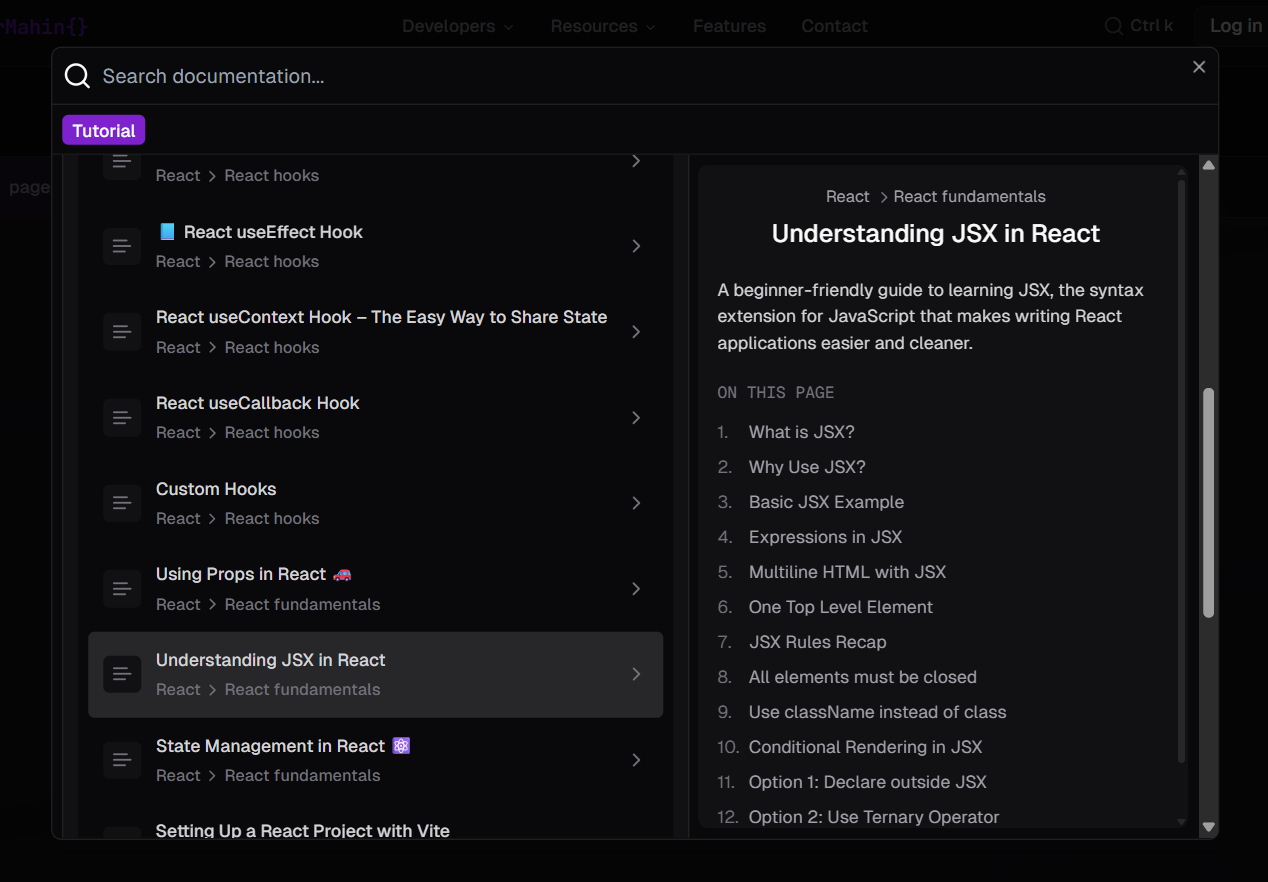 rMahin{}
Developers
Resources
Features
Contact
Ctrl k
Log in
Search documentation...
Tutorial
page
React > React hooks
📘 React useEffect Hook
React > React hooks
React useContext Hook – The Easy Way to Share State
React > React hooks
React useCallback Hook
React > React hooks
Custom Hooks
React > React hooks
Using Props in React 🚗
React > React fundamentals
Understanding JSX in React
React > React fundamentals
State Management in React ⚛️
React > React fundamentals
Setting Up a React Project with Vite
React > React fundamentals
Understanding JSX in React
A beginner-friendly guide to learning JSX, the syntax
extension for JavaScript that makes writing React
applications easier and cleaner.
ON THIS PAGE
1. What is JSX?
2. Why Use JSX?
3. Basic JSX Example
4. Expressions in JSX
5. Multiline HTML with JSX
6. One Top Level Element
7. JSX Rules Recap
8. All elements must be closed
9. Use className instead of class
10. Conditional Rendering in JSX
11. Option 1: Declare outside JSX
12. Option 2: Use Ternary Operator